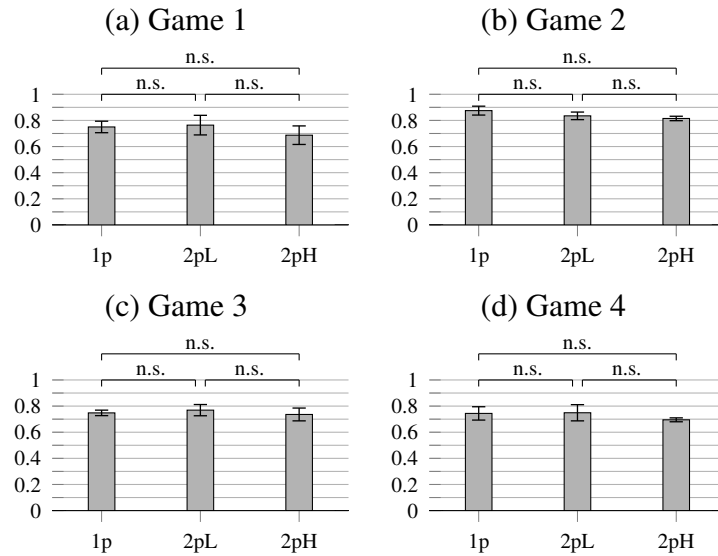 (a) Game 1
n.s.
n.s. n.s.
1
0.8
0.6
0.4
0.2
0
1p 2pL 2pH
(b) Game 2
n.s.
n.s. n.s.
1
0.8
0.6
0.4
0.2
0
1p 2pL 2pH
(c) Game 3
n.s.
n.s. n.s.
1
0.8
0.6
0.4
0.2
0
1p 2pL 2pH
(d) Game 4
n.s.
n.s. n.s.
1
0.8
0.6
0.4
0.2
0
1p 2pL 2pH